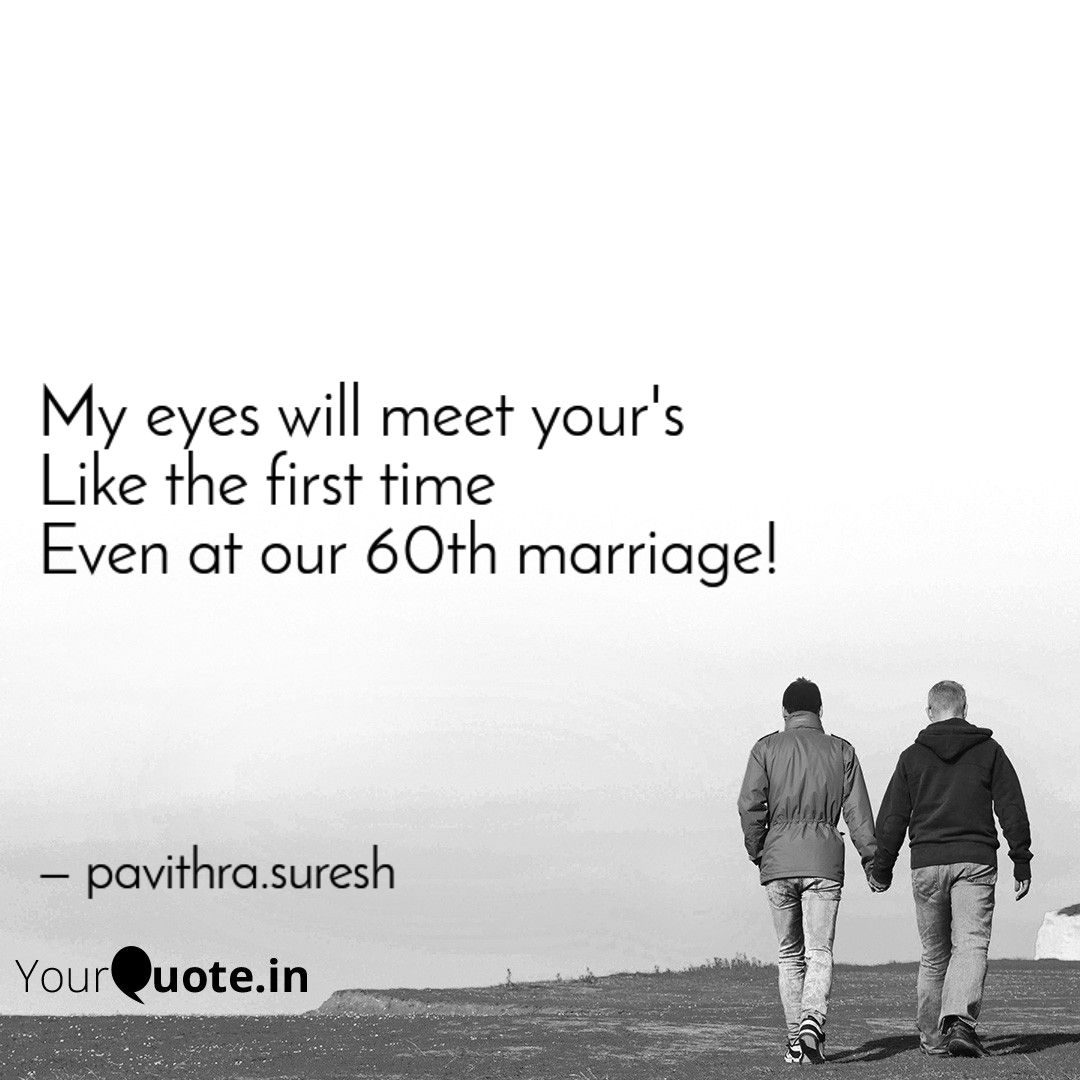 My eyes will meet your's
Like the first time
Even at our 60th marriage!
– pavithra.suresh
YourQuote.in